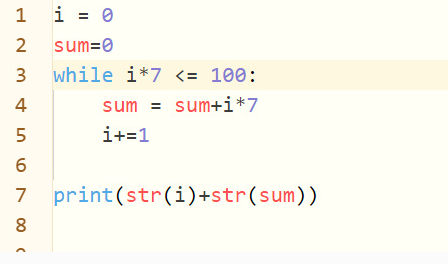 1 i = 0
2 sum=0
3 while i*7 <= 100:
4     sum = sum+i*7
5     i+=1
6
7 print(str(i)+str(sum))
8